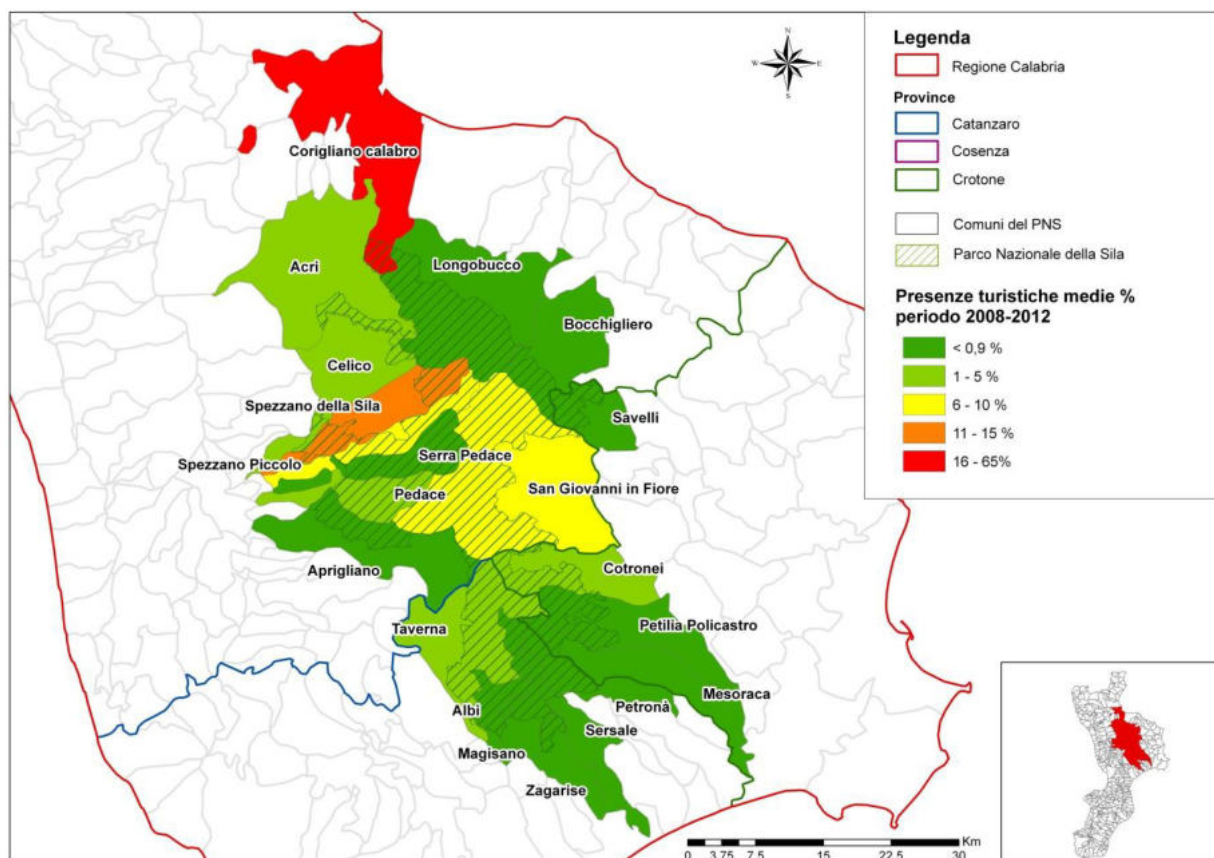 N
W E
S
Corigliano calabro
Acri
Longobucco
Bocchigliero
Celico
Spezzano della Sila
Savelli
Spezzano Piccolo
Serra Pedace
Pedace
San Giovanni in Fiore
Aprigliano
Cotronei
Taverna
Petilia Policastro
Mesoraca
Albi
Petronà
Sersale
Magisano
Zagarise
Legenda
Regione Calabria
Province
Catanzaro
Cosenza
Crotone
Comuni del PNS
Parco Nazionale della Sila
Presenze turistiche medie %
periodo 2008-2012
< 0,9 %
1 - 5 %
6 - 10 %
11 - 15 %
16 - 65%
Km
0 3.75 7.5 15 22.5 30